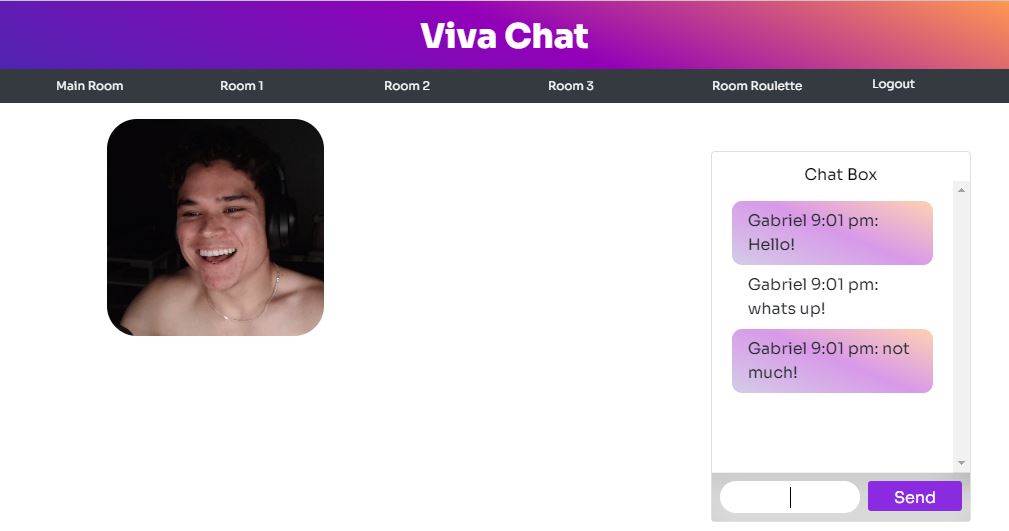 Viva Chat
Main Room
Room 1
Room 2
Room 3
Room Roulette
Logout
Chat Box
Gabriel 9:01 pm:
Hello!
Gabriel 9:01 pm:
whats up!
Gabriel 9:01 pm: not
much!
Send